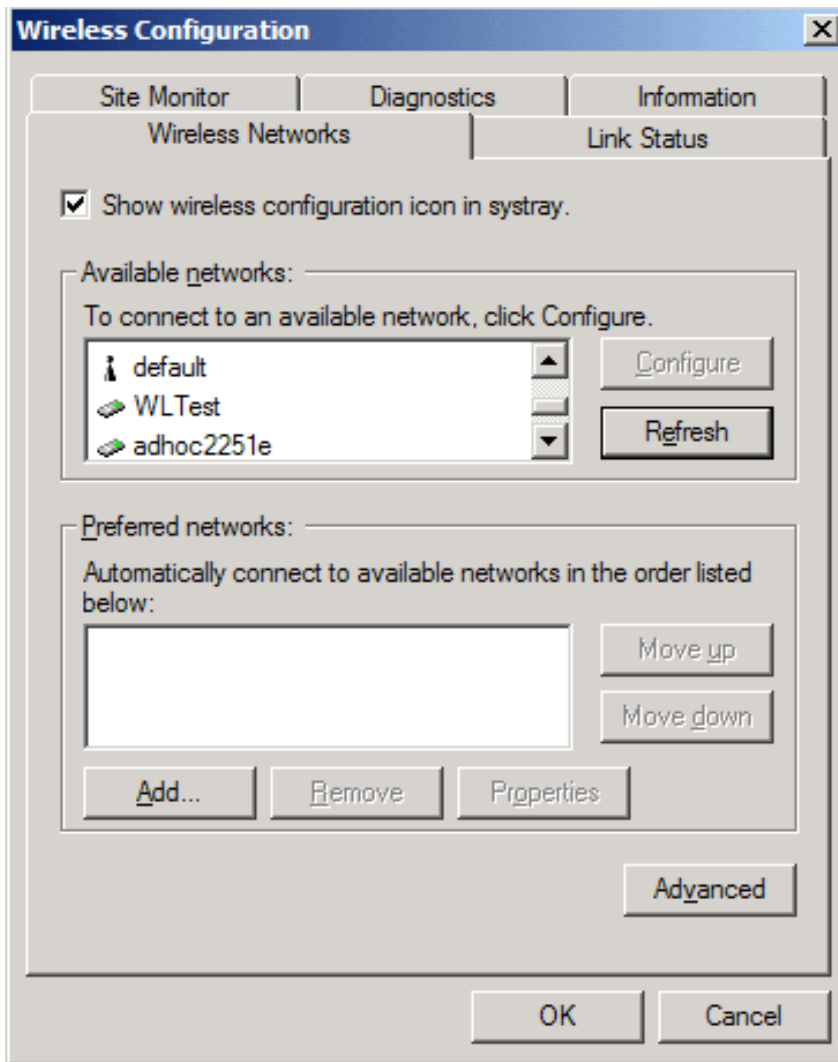 Wireless Configuration
Site Monitor
Diagnostics
Information
Wireless Networks
Link Status
Show wireless configuration icon in systray.
Available networks:
To connect to an available network, click Configure.
default
WLTest
adhoc2251e
Configure
Refresh
Preferred networks:
Automatically connect to available networks in the order listed
below:
Move up
Move down
Add...
Remove
Properties
Advanced
OK
Cancel